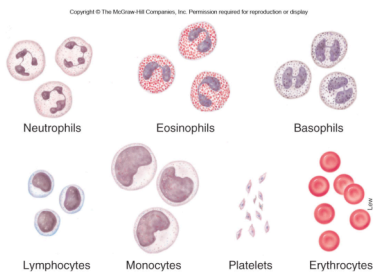 Copyright © The McGraw-Hill Companies, Inc. Permission required for reproduction or display
Neutrophils
Eosinophils
Basophils
Lymphocytes
Monocytes
Platelets
Erythrocytes
Lew